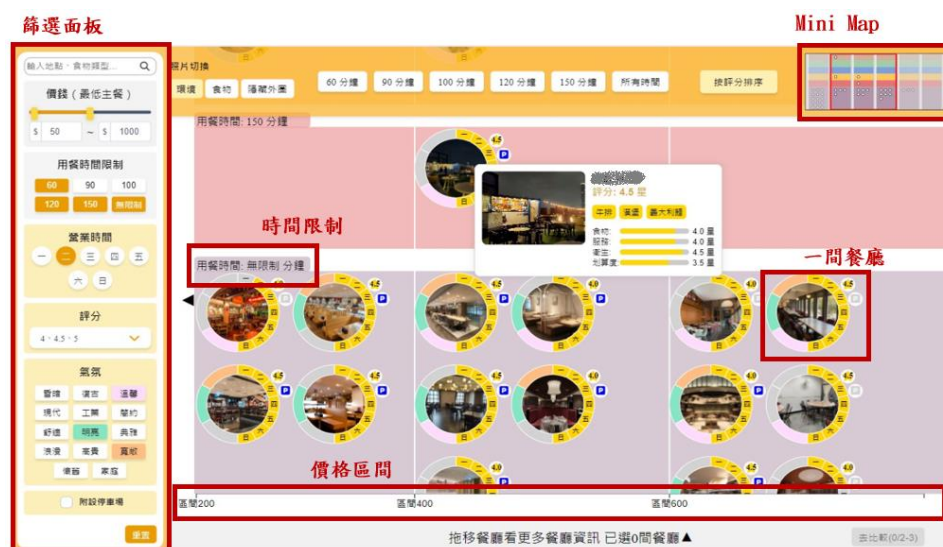 篩選面板
Mini Map
輸入地點、食物類型...
價錢 ( 最低主餐 )
$ 50 ~ $ 1000
用餐時間限制
60 90 100
120 150 無限制
營業時間
一 二 三 四 五
六 日
評分
4、4.5、5
氣氛
復古 溫馨
現代 工業 簡約
舒適 明亮 典雅
浪漫 高貴 寬敞
懷舊 家庭
附設停車場
重置
照片切換
環境 食物 隱藏外圈
60 分鐘 90 分鐘 100 分鐘 120 分鐘 150 分鐘 所有時間
按評分排序
用餐時間: 150 分鐘
4.5
P
評分: 4.5 星
牛排 漢堡 義大利麵
食物: 4.0 星
服務: 4.0 星
衛生: 4.5 星
划算度: 3.5 星
時間限制
用餐時間: 無限制 分鐘
一間餐廳
價格區間
區間200 區間400 區間600
拖移餐廳看更多餐廳資訊 已選0間餐廳▲
去比較(0/2-3)